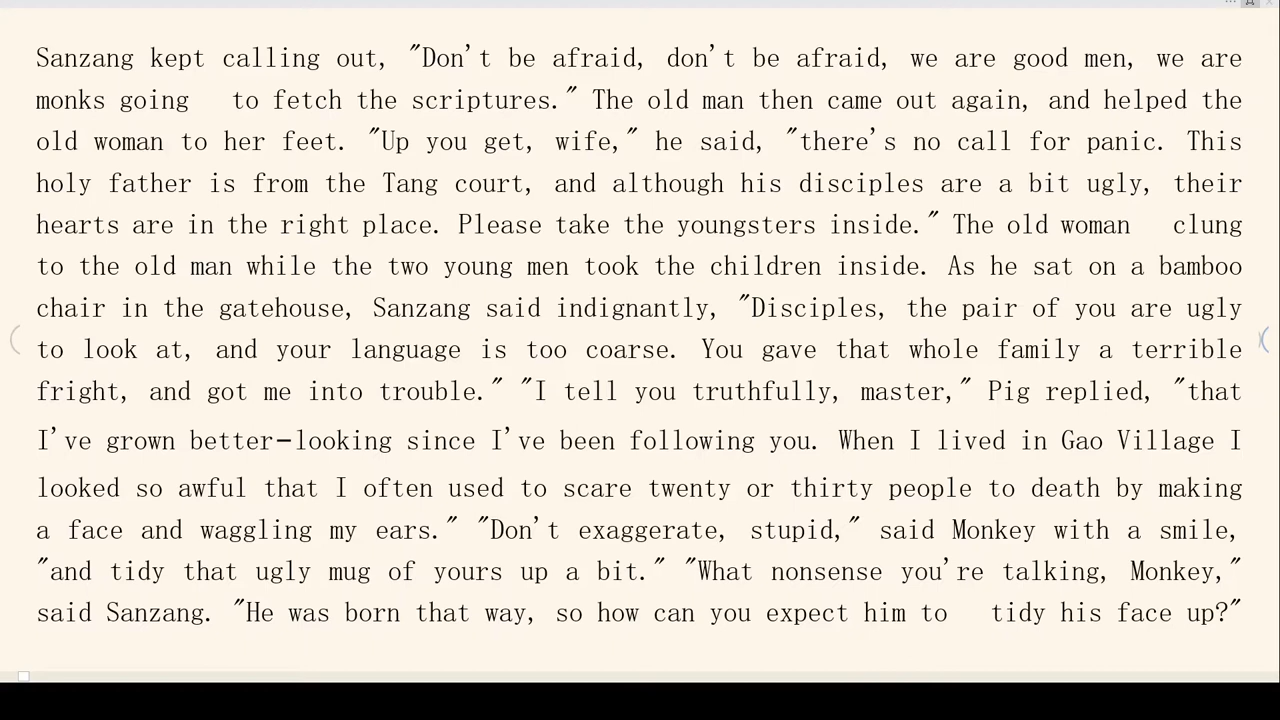 Sanzang kept calling out, "Don't be afraid, don't be afraid, we are good men, we are
monks going to fetch the scriptures." The old man then came out again, and helped the
old woman to her feet. "Up you get, wife," he said, "there's no call for panic. This
holy father is from the Tang court, and although his disciples are a bit ugly, their
hearts are in the right place. Please take the youngsters inside." The old woman clung
to the old man while the two young men took the children inside. As he sat on a bamboo
chair in the gatehouse, Sanzang said indignantly, "Disciples, the pair of you are ugly
to look at, and your language is too coarse. You gave that whole family a terrible
fright, and got me into trouble." "I tell you truthfully, master," Pig replied, "that
I've grown better-looking since I've been following you. When I lived in Gao Village I
looked so awful that I often used to scare twenty or thirty people to death by making
a face and waggling my ears." "Don't exaggerate, stupid," said Monkey with a smile,
"and tidy that ugly mug of yours up a bit." "What nonsense you're talking, Monkey,"
said Sanzang. "He was born that way, so how can you expect him to tidy his face up?"